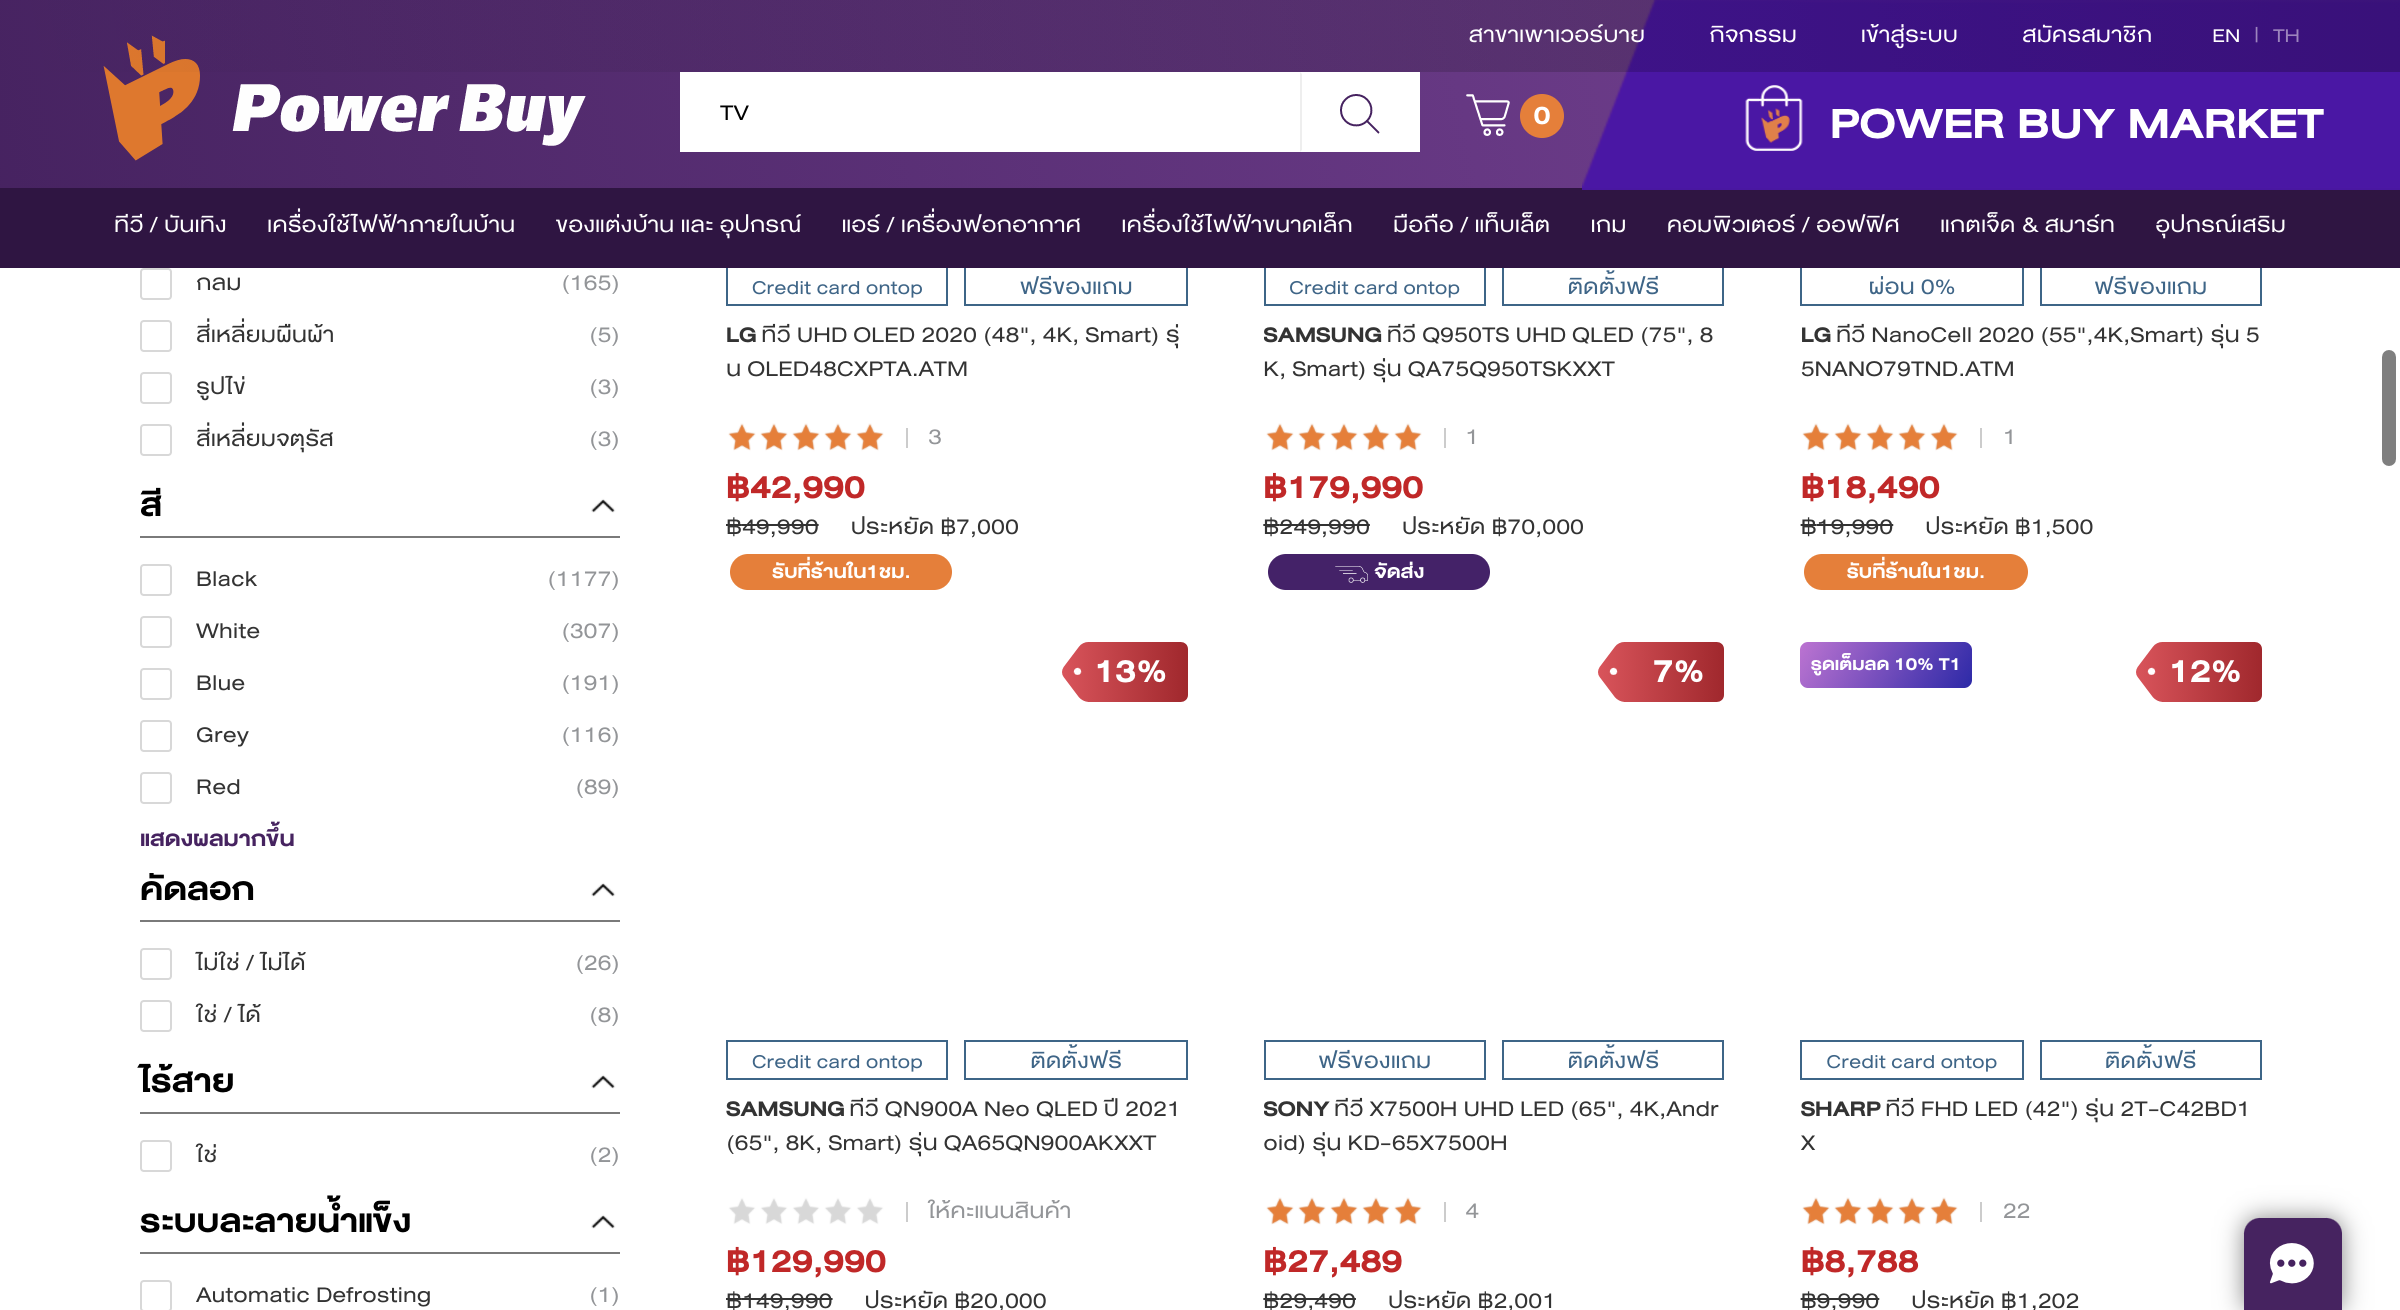 สาขาเพาเวอร์บาย กิจกรรม เข้าสู่ระบบ สมัครสมาชิก EN | TH
Power Buy
TV
0
POWER BUY MARKET
ทีวี / บันเทิง เครื่องใช้ไฟฟ้าภายในบ้าน ของแต่งบ้าน และ อุปกรณ์ แอร์ / เครื่องฟอกอากาศ เครื่องใช้ไฟฟ้าขนาดเล็ก มือถือ / แท็บเล็ต เกม คอมพิวเตอร์ / ออฟฟิศ แกตเจ็ด & สมาร์ท อุปกรณ์เสริม
กลม (165)
สี่เหลี่ยมผืนผ้า (5)
รูปไข่ (3)
สี่เหลี่ยมจตุรัส (3)
สี
Black (1177)
White (307)
Blue (191)
Grey (116)
Red (89)
แสดงผลมากขึ้น
คัดลอก
ไม่ใช่ / ไม่ได้ (26)
ใช่ / ได้ (8)
ไร้สาย
ใช่ (2)
ระบบละลายน้ำแข็ง
Automatic Defrosting (1)
Credit card ontop ฟรีของแถม
LG ทีวี UHD OLED 2020 (48", 4K, Smart) รุ่
น OLED48CXPTA.ATM
3
฿42,990
฿49,990 ประหยัด ฿7,000
รับที่ร้านใน1ชม.
Credit card ontop ติดตั้งฟรี
SAMSUNG ทีวี Q950TS UHD QLED (75", 8
K, Smart) รุ่น QA75Q950TSKXXT
1
฿179,990
฿249,990 ประหยัด ฿70,000
จัดส่ง
ผ่อน 0% ฟรีของแถม
LG ทีวี NanoCell 2020 (55",4K,Smart) รุ่น 5
5NANO79TND.ATM
1
฿18,490
฿19,990 ประหยัด ฿1,500
รับที่ร้านใน1ชม.
13%
Credit card ontop ติดตั้งฟรี
SAMSUNG ทีวี QN900A Neo QLED ปี 2021
(65", 8K, Smart) รุ่น QA65QN900AKXXT
ให้คะแนนสินค้า
฿129,990
฿149,990 ประหยัด ฿20,000
7%
ฟรีของแถม ติดตั้งฟรี
SONY ทีวี X7500H UHD LED (65", 4K,Andr
oid) รุ่น KD-65X7500H
4
฿27,489
฿29,490 ประหยัด ฿2,001
รูดเต็มลด 10% T1 12%
Credit card ontop ติดตั้งฟรี
SHARP ทีวี FHD LED (42") รุ่น 2T-C42BD1
X
22
฿8,788
฿9,990 ประหยัด ฿1,202